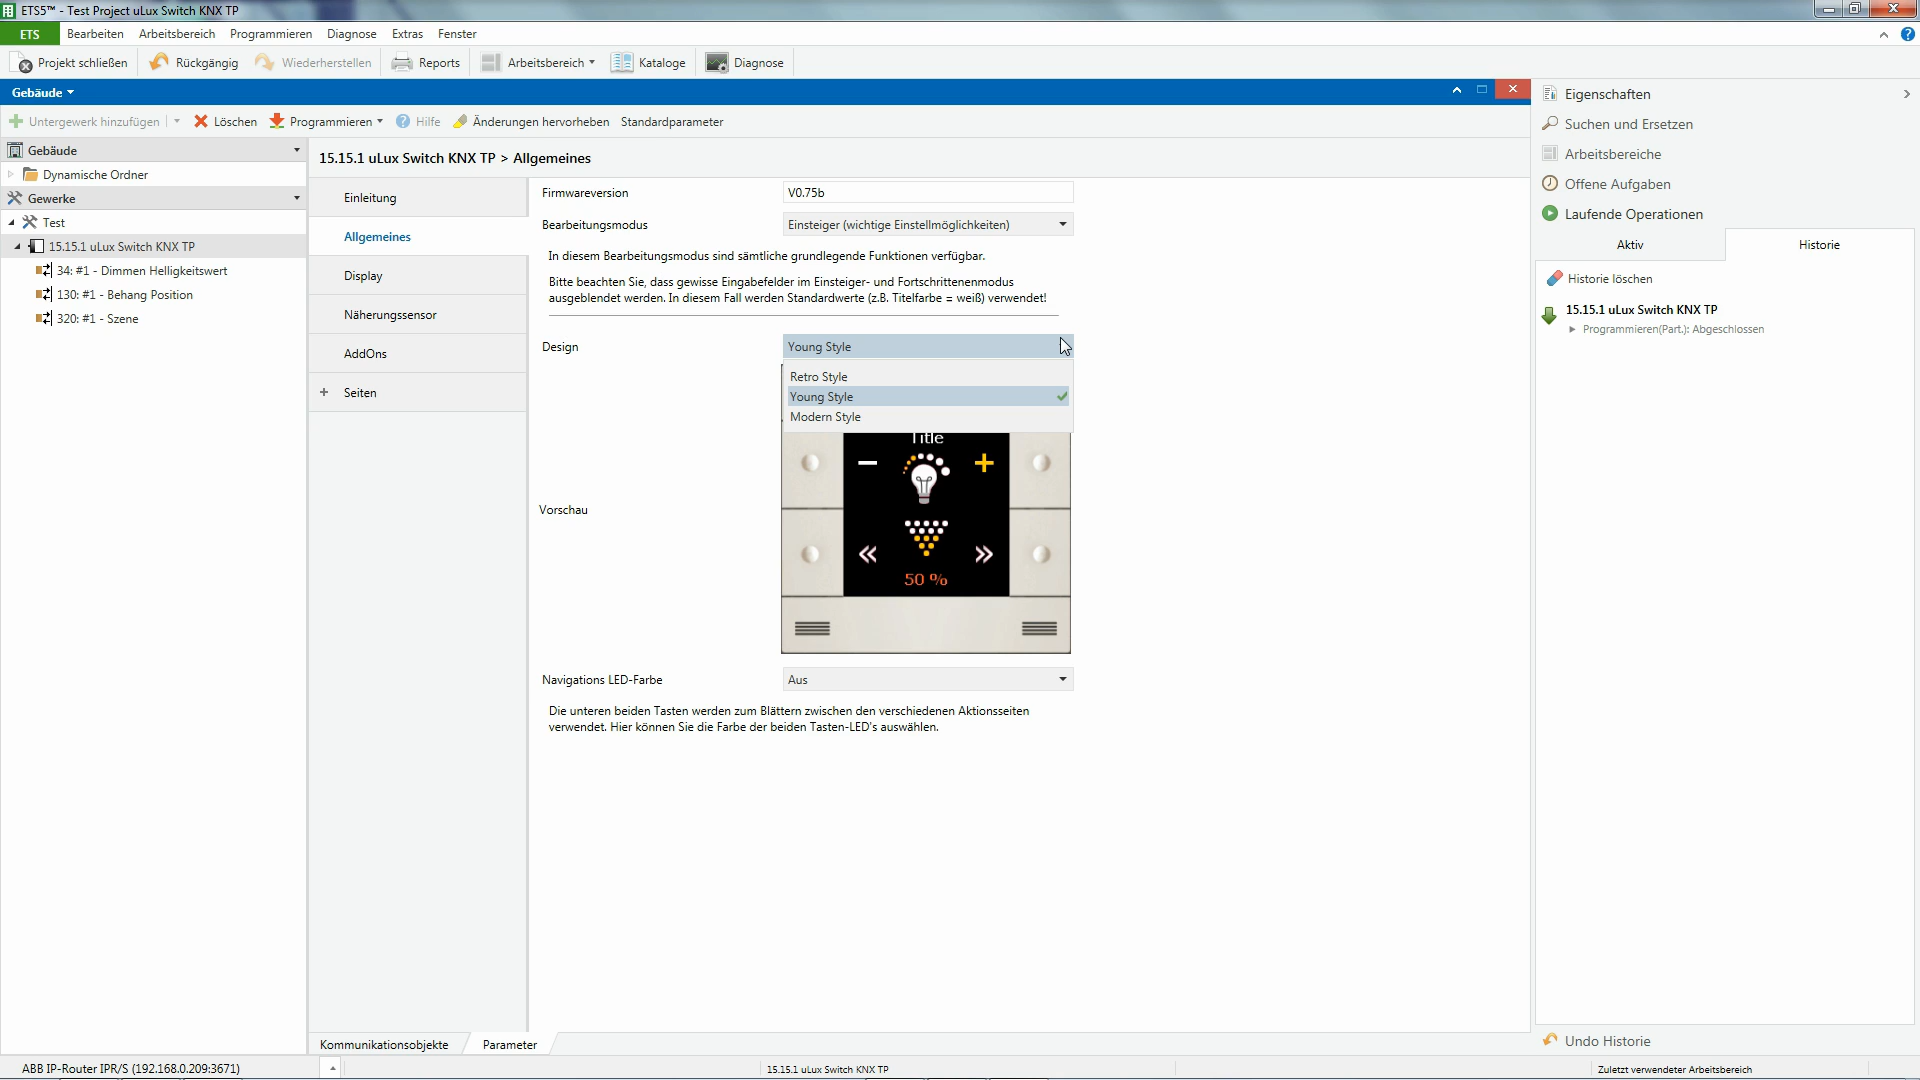 ETS5™ - Test Project uLux Switch KNX TP
ETS Bearbeiten Arbeitsbereich Programmieren Diagnose Extras Fenster
Projekt schließen Rückgängig Wiederherstellen Reports Arbeitsbereich Kataloge Diagnose
Gebäude
Untergewerk hinzufügen Löschen Programmieren Hilfe Änderungen hervorheben Standardparameter
Gebäude
Dynamische Ordner
Gewerke
Test
15.15.1 uLux Switch KNX TP
34: #1 - Dimmen Helligkeitswert
130: #1 - Behang Position
320: #1 - Szene
15.15.1 uLux Switch KNX TP > Allgemeines
Einleitung
Allgemeines
Display
Näherungssensor
AddOns
+ Seiten
Firmwareversion V0.75b
Bearbeitungsmodus Einsteiger (wichtige Einstellmöglichkeiten)
In diesem Bearbeitungsmodus sind sämtliche grundlegende Funktionen verfügbar.
Bitte beachten Sie, dass gewisse Eingabefelder im Einsteiger- und Fortschrittenenmodus
ausgeblendet werden. In diesem Fall werden Standardwerte (z.B. Titelfarbe = weiß) verwendet!
Design Young Style
Retro Style
Young Style
Modern Style
Title
Vorschau
50 %
Navigations LED-Farbe Aus
Die unteren beiden Tasten werden zum Blättern zwischen den verschiedenen Aktionsseiten
verwendet. Hier können Sie die Farbe der beiden Tasten-LED's auswählen.
Kommunikationsobjekte Parameter
Eigenschaften
Suchen und Ersetzen
Arbeitsbereiche
Offene Aufgaben
Laufende Operationen
Aktiv Historie
Historie löschen
15.15.1 uLux Switch KNX TP
Programmieren(Part.): Abgeschlossen
Undo Historie
ABB IP-Router IPR/S (192.168.0.209:3671) 15.15.1 uLux Switch KNX TP Zuletzt verwendeter Arbeitsbereich